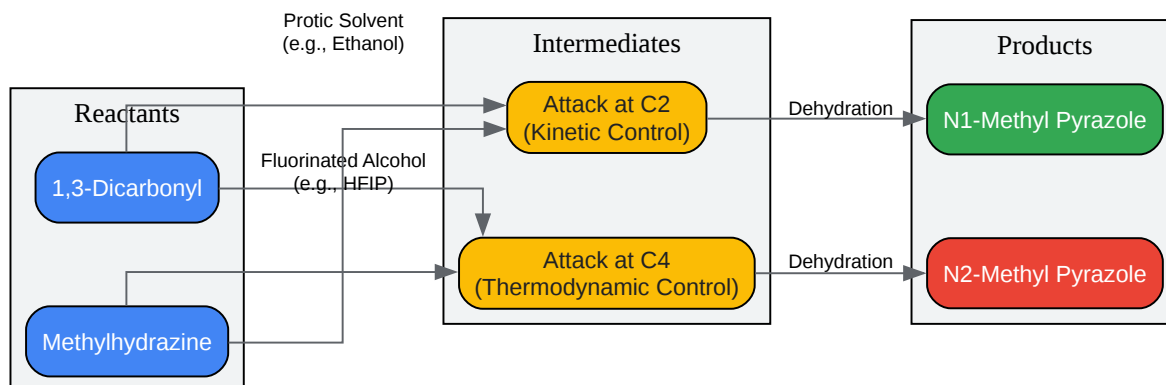 Protic Solvent
(e.g., Ethanol)
Intermediates
Products
Reactants
Attack at C2
(Kinetic Control)
Dehydration
N1-Methyl Pyrazole
1,3-Dicarbonyl
Fluorinated Alcohol
(e.g., HFIP)
Attack at C4
(Thermodynamic Control)
Dehydration
N2-Methyl Pyrazole
Methylhydrazine